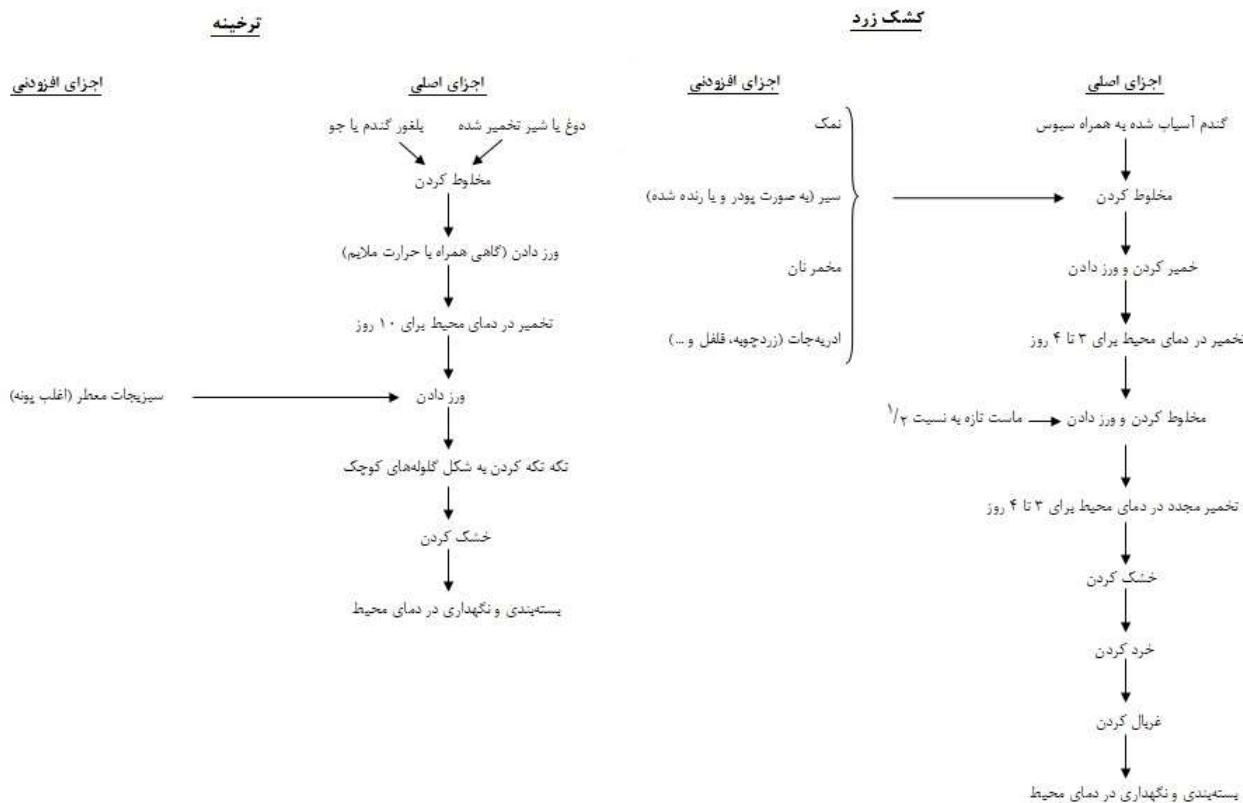 کشک زرد
اجزای اصلی
اجزای افزودنی
گندم آسیاب شده به همراه سبوس
نمک
مخلوط کردن
سیر (به صورت پودر و یا رنده شده)
خمیر کردن و ورز دادن
مخمر نان
تخمیر در دمای محیط برای ۳ تا ۴ روز
ادریه‌جات (زردچوبه، فلفل و ...)
مخلوط کردن و ورز دادن
ماست تازه به نسبت ۱/۲
تخمیر مجدد در دمای محیط برای ۳ تا ۴ روز
خشک کردن
خرد کردن
غربال کردن
بسته‌بندی و نگهداری در دمای محیط
ترخینه
اجزای اصلی
اجزای افزودنی
دوغ یا شیر تخمیر شده
بلغور گندم یا جو
مخلوط کردن
ورز دادن (گاهی همراه با حرارت ملایم)
تخمیر در دمای محیط برای ۱۰ روز
ورز دادن
سبزیجات معطر (اغلب پونه)
تکه تکه کردن به شکل گلوله‌های کوچک
خشک کردن
بسته‌بندی و نگهداری در دمای محیط